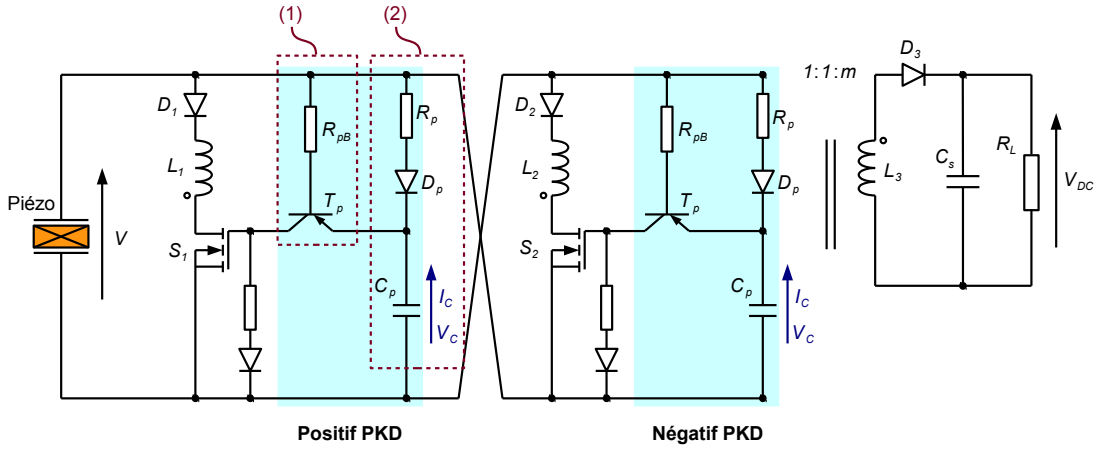 (1)
(2)
D1
L1
S1
RpB
Tp
Rp
Dp
Cp
IC
VC
Piézo
V
D2
L2
S2
RpB
Tp
Rp
Dp
Cp
IC
VC
1:1:m
D3
L3
Cs
RL
VDC
Positif PKD
Négatif PKD